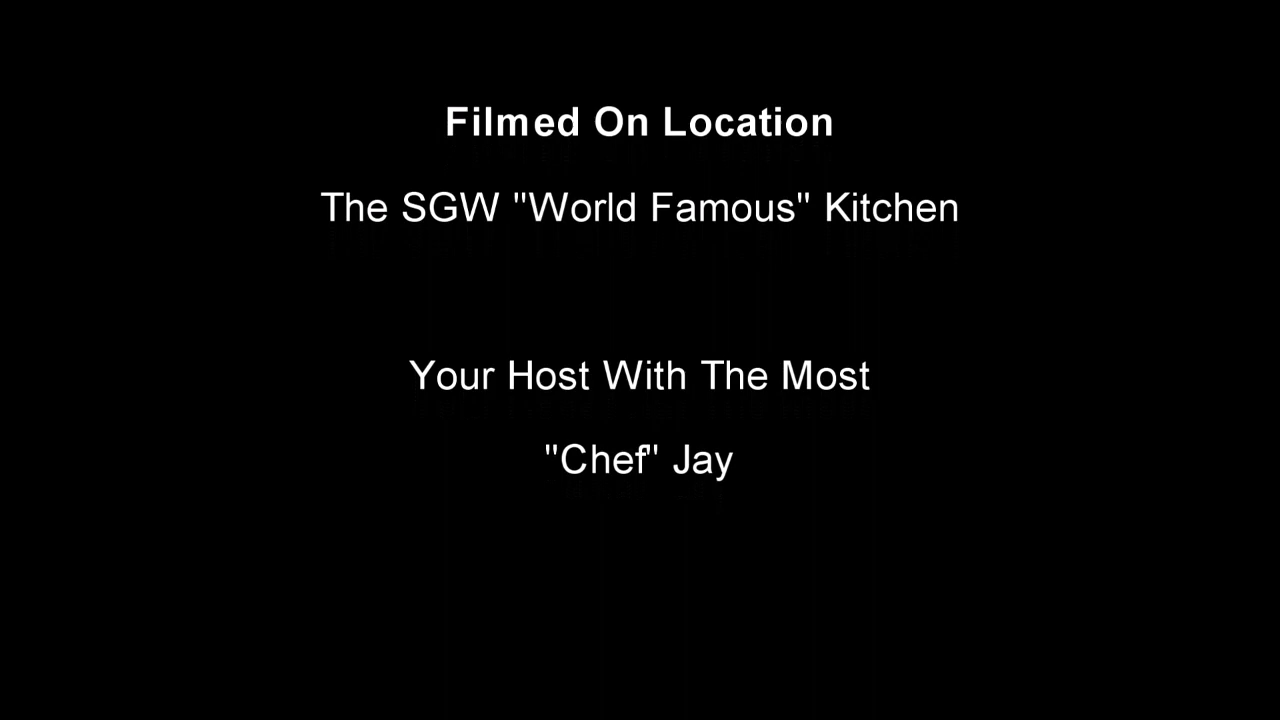 Filmed On Location
The SGW "World Famous" Kitchen
Your Host With The Most
"Chef" Jay